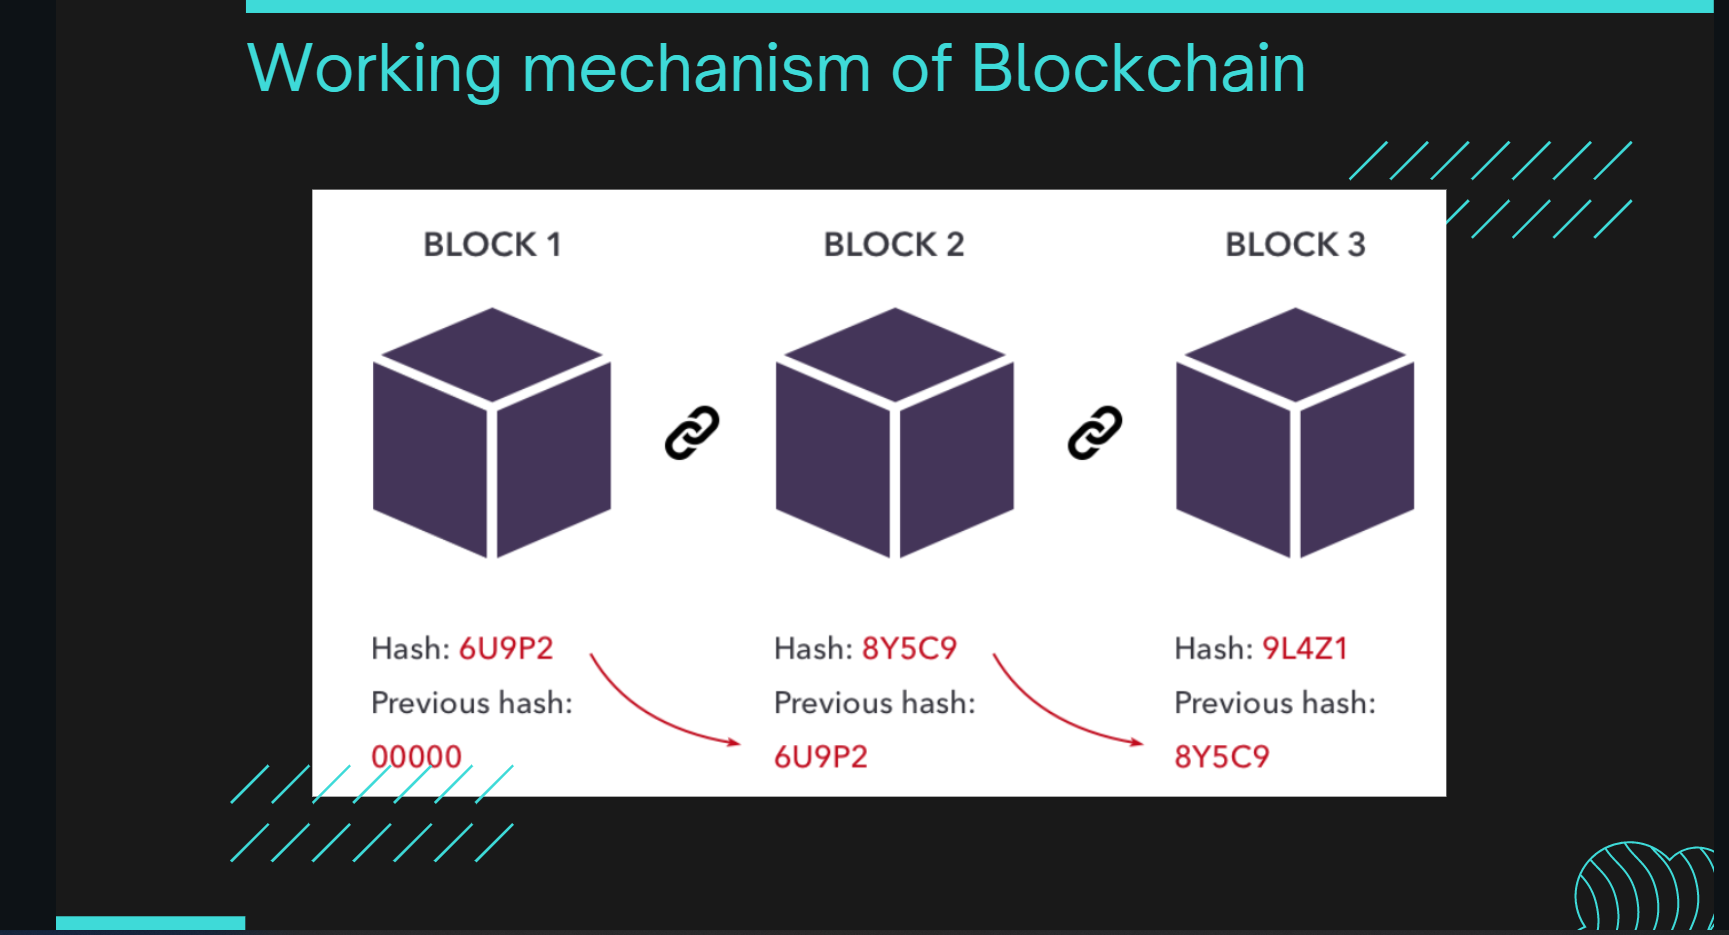 Working mechanism of Blockchain
BLOCK 1
BLOCK 2
BLOCK 3
Hash: 6U9P2
Previous hash:
00000
Hash: 8Y5C9
Previous hash:
6U9P2
Hash: 9L4Z1
Previous hash:
8Y5C9